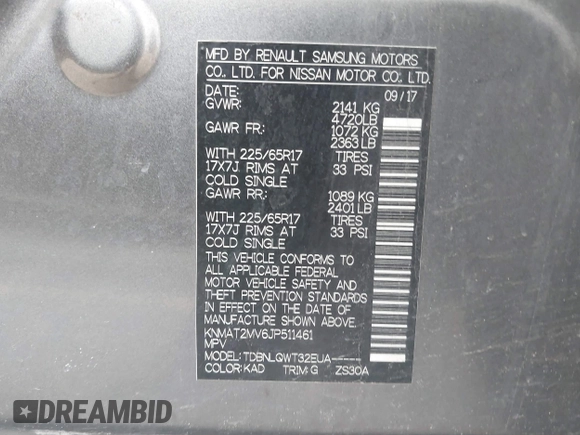 MFD BY RENAULT SAMSUNG MOTORS
CO., LTD. FOR NISSAN MOTOR CO., LTD.
DATE: 09/17
GVWR: 2141 KG
4720LB
GAWR FR.: 1072 KG
2363 LB
WITH 225/65R17 TIRES
17X7J RIMS AT 33 PSI
COLD SINGLE
GAWR RR.: 1089 KG
2401 LB
WITH 225/65R17 TIRES
17X7J RIMS AT 33 PSI
COLD SINGLE
THIS VEHICLE CONFORMS TO
ALL APPLICABLE FEDERAL
MOTOR VEHICLE SAFETY AND
THEFT PREVENTION STANDARDS
IN EFFECT ON THE DATE OF
MANUFACTURE SHOWN ABOVE.
KNMAT2MV6JP511461
MPV
MODEL: TDBNLQWT32EUA-----
COLOR: KAD TRIM: G ZS30A
DREAMBID